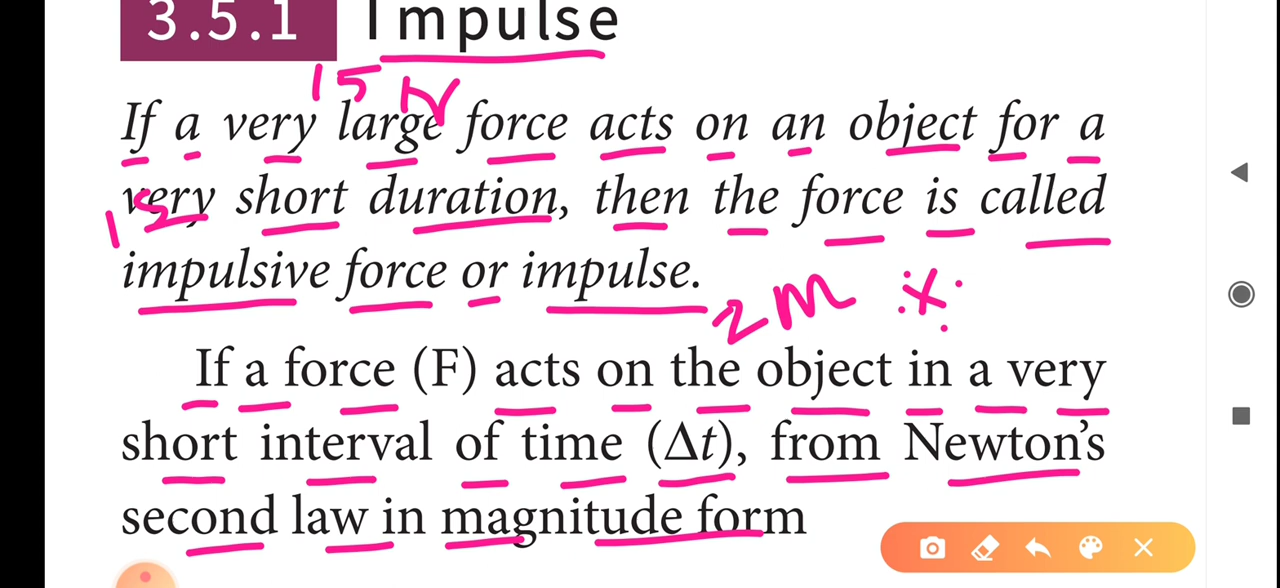 3.5.1 Impulse
15 N
If a very large force acts on an object for a
very short duration, then the force is called
1s
impulsive force or impulse.
2M
If a force (F) acts on the object in a very
short interval of time (Δt), from Newton's
second law in magnitude form